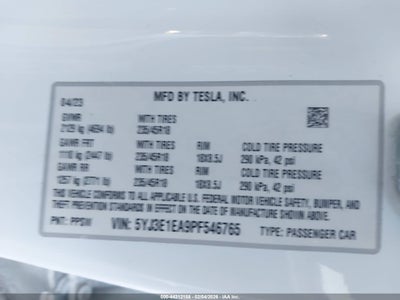 MFD BY TESLA, INC.
04/23
GVWR WITH TIRES
2129 kg (4694 lb) 235/45R18
GAWR FRT WITH TIRES RIM COLD TIRE PRESSURE
1110 kg (2447 lb) 235/45R18 18X8.5J 290 kPa, 42 psi
GAWR RR WITH TIRES RIM COLD TIRE PRESSURE
1257 kg (2771 lb) 235/45R18 18X8.5J 290 kPa, 42 psi
THIS VEHICLE CONFORMS TO ALL APPLICABLE U.S. FEDERAL MOTOR VEHICLE SAFETY, BUMPER, AND
THEFT PREVENTION STANDARDS IN EFFECT ON THE DATE OF MANUFACTURE SHOWN ABOVE.
PNT: PPSW VIN: 5YJ3E1EA9PF546765 TYPE: PASSENGER CAR